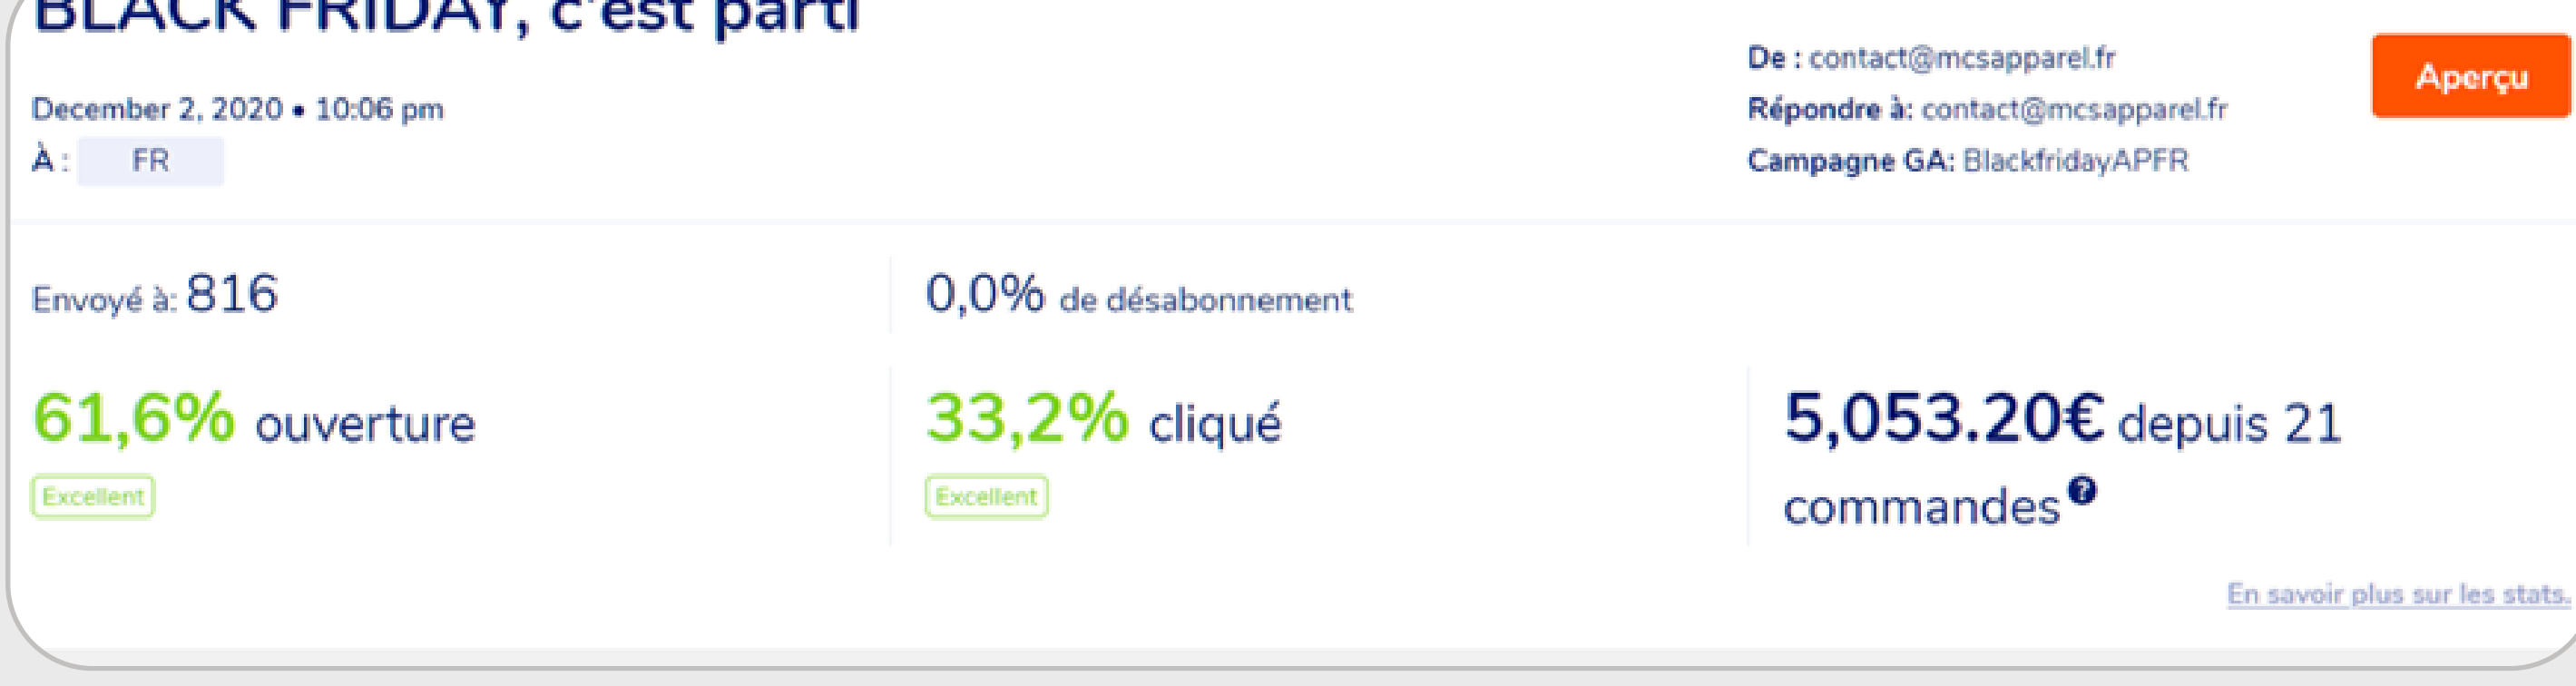 BLACK FRIDAY, c'est parti
December 2, 2020 • 10:06 pm
À : FR
De : contact@mcsapparel.fr
Répondre à: contact@mcsapparel.fr
Campagne GA: BlackfridayAPFR
Aperçu
Envoyé à: 816
0,0% de désabonnement
61,6% ouverture
Excellent
33,2% cliqué
Excellent
5,053.20€ depuis 21
commandes?
En savoir plus sur les stats.